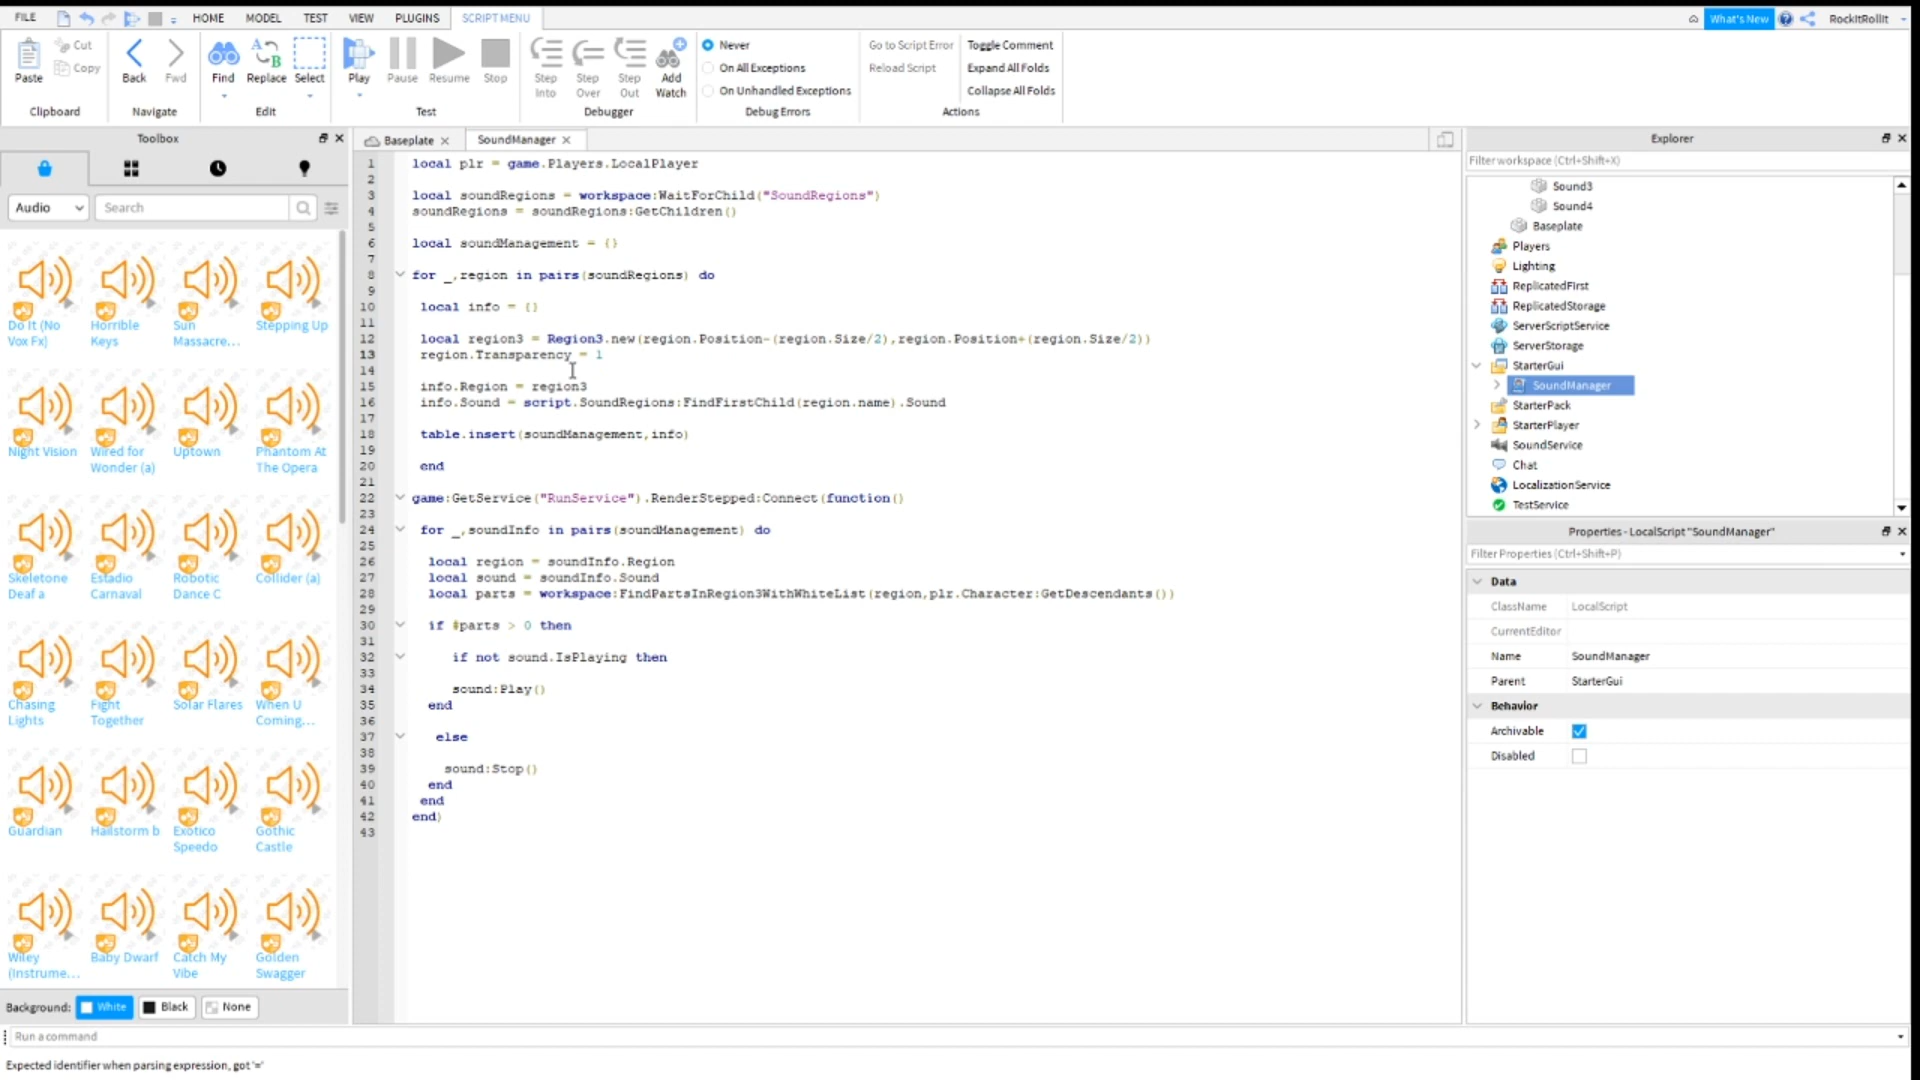 FILE HOME MODEL TEST VIEW PLUGINS SCRIPT MENU What's New RockItRollit
Paste Cut Copy Back Fwd Find Replace Select Play Pause Resume Stop Step Into Step Over Step Out Add Watch
Never
On All Exceptions
On Unhandled Exceptions
Go to Script Error
Reload Script
Toggle Comment
Expand All Folds
Collapse All Folds
Clipboard Navigate Edit Test Debugger Debug Errors Actions
Toolbox
Audio Search
Do It (No Vox Fx)
Horrible Keys
Sun Massacre...
Stepping Up
Night Vision
Wired for Wonder (a)
Uptown
Phantom At The Opera
Skeletone Deaf a
Estadio Carnaval
Robotic Dance C
Collider (a)
Chasing Lights
Fight Together
Solar Flares
When U Coming...
Guardian
Hailstorm b
Exotico Speedo
Gothic Castle
Wiley (Instrume...
Baby Dwarf
Catch My Vibe
Golden Swagger
Background: White Black None
Baseplate SoundManager
1 local plr = game.Players.LocalPlayer
2
3 local soundRegions = workspace:WaitForChild("SoundRegions")
4 soundRegions = soundRegions:GetChildren()
5
6 local soundManagement = {}
7
8 for _,region in pairs(soundRegions) do
9
10 local info = {}
11
12 local region3 = Region3.new(region.Position-(region.Size/2),region.Position+(region.Size/2))
13 region.Transparency = 1
14
15 info.Region = region3
16 info.Sound = script.SoundRegions:FindFirstChild(region.name).Sound
17
18 table.insert(soundManagement,info)
19
20 end
21
22 game:GetService("RunService").RenderStepped:Connect(function()
23
24 for _,soundInfo in pairs(soundManagement) do
25
26 local region = soundInfo.Region
27 local sound = soundInfo.Sound
28 local parts = workspace:FindPartsInRegion3WithWhiteList(region,plr.Character:GetDescendants())
29
30 if #parts > 0 then
31
32 if not sound.IsPlaying then
33
34 sound:Play()
35 end
36
37 else
38
39 sound:Stop()
40 end
41 end
42 end)
43
Explorer
Filter workspace (Ctrl+Shift+X)
Sound3
Sound4
Baseplate
Players
Lighting
ReplicatedFirst
ReplicatedStorage
ServerScriptService
ServerStorage
StarterGui
SoundManager
StarterPack
StarterPlayer
SoundService
Chat
LocalizationService
TestService
Properties - LocalScript "SoundManager"
Filter Properties (Ctrl+Shift+P)
Data
ClassName LocalScript
CurrentEditor
Name SoundManager
Parent StarterGui
Behavior
Archivable
Disabled
Run a command
Expected identifier when parsing expression, got '='